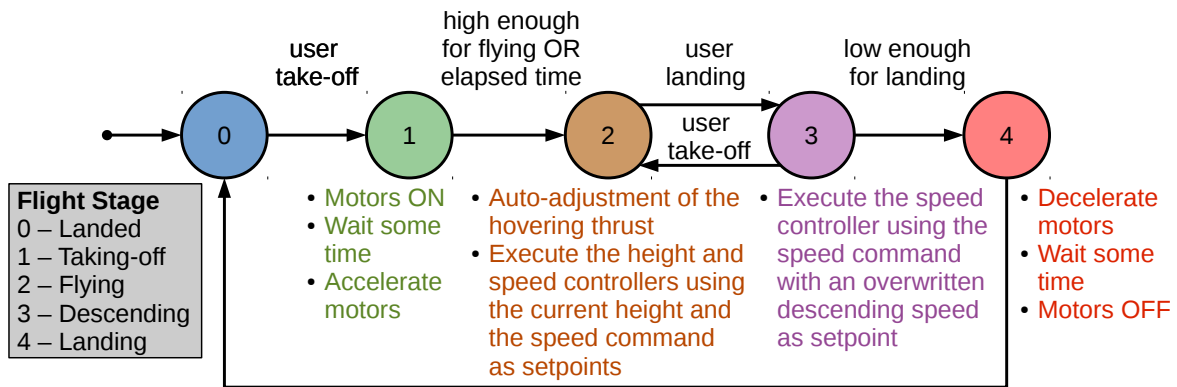 user
take-off
high enough
for flying OR
elapsed time
user
landing
low enough
for landing
0
1
2
user
take-off
3
4
Flight Stage
0 – Landed
1 – Taking-off
2 – Flying
3 – Descending
4 – Landing
• Motors ON
• Wait some
time
• Accelerate
motors
• Auto-adjustment of the
hovering thrust
• Execute the height and
speed controllers using
the current height and
the speed command
as setpoints
• Execute the speed
controller using the
speed command
with an overwritten
descending speed
as setpoint
• Decelerate
motors
• Wait some
time
• Motors OFF